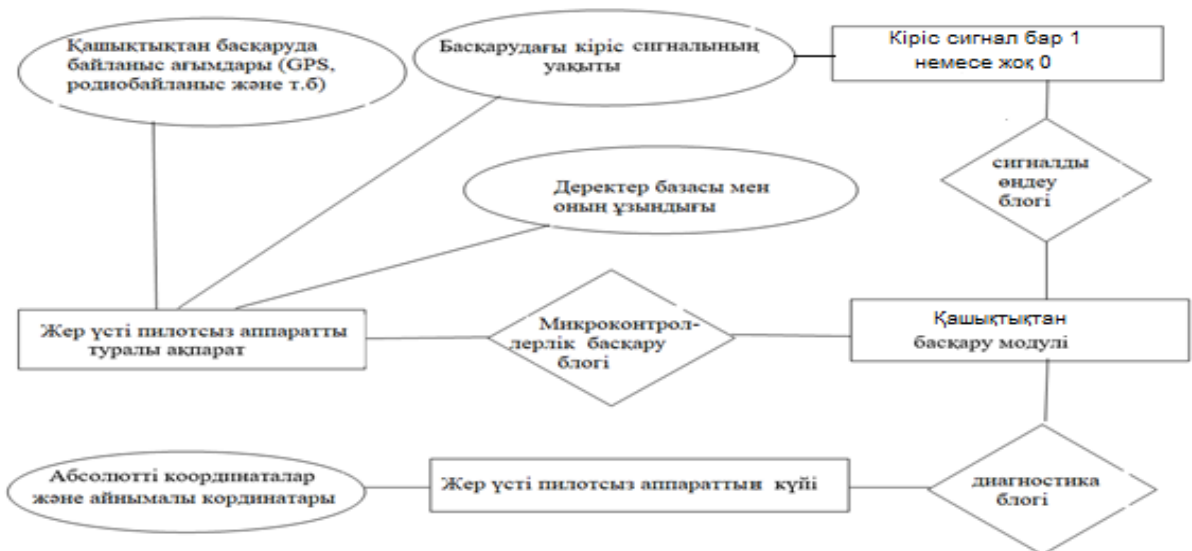 Қашықтықтан басқаруда
байланыс ағымдары (GPS,
родиобайланыс және т.б)
Басқарудағы кіріс сигналының
уақыты
Кіріс сигнал бар 1
немесе жоқ 0
сигналды
өңдеу
блогі
Деректер базасы мен
оның ұзындығы
Жер үсті пилотсыз аппаратты
туралы ақпарат
Микроконтрол-
лерлік басқару
блогі
Қашықтықтан
басқару модулі
Абсолютті координаталар
және айнымалы кординатары
Жер үсті пилотсыз аппараттын күйі
диагностика
блогі